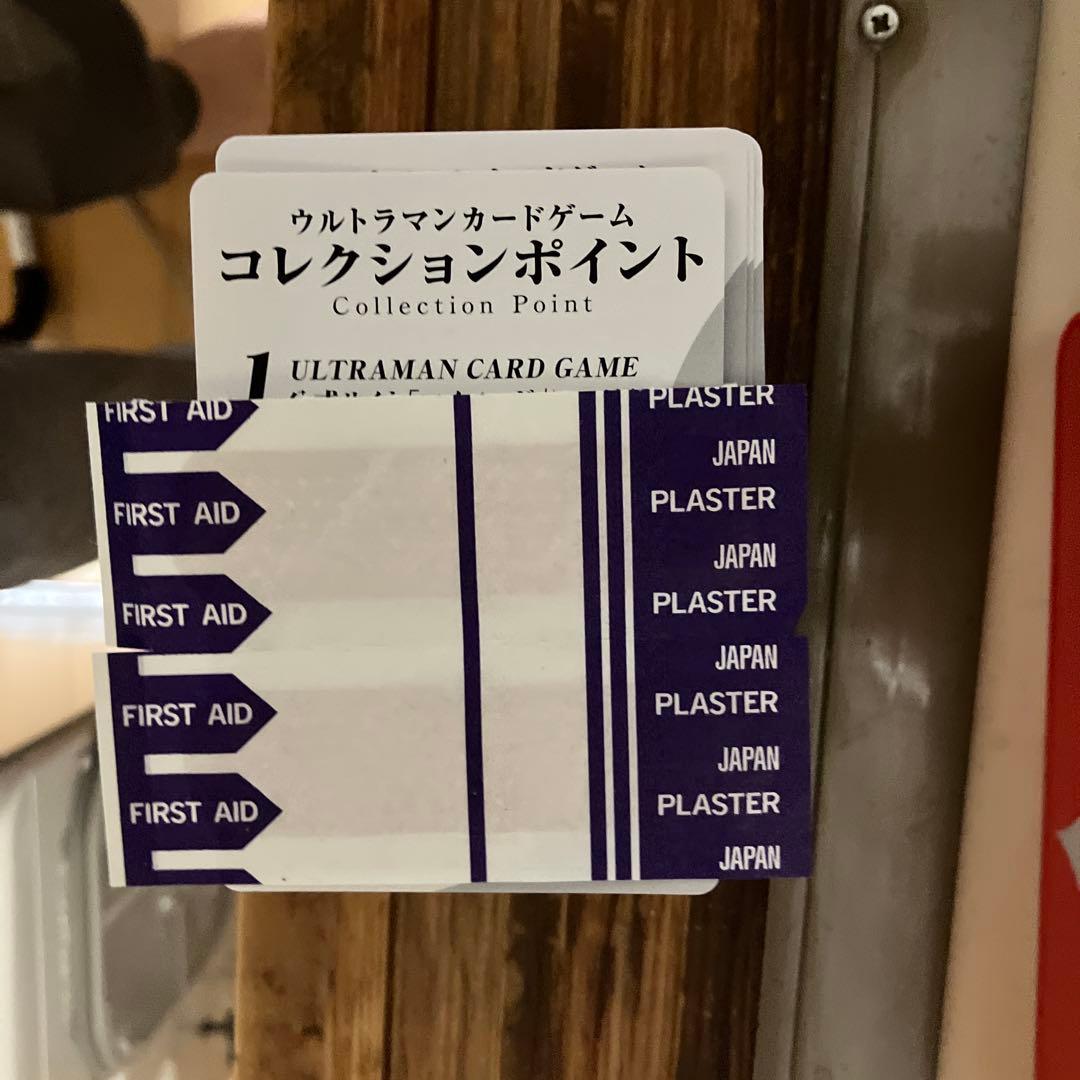 ウルトラマンカードゲーム
コレクションポイント
Collection Point
1 ULTRAMAN CARD GAME
FIRST AID
PLASTER
JAPAN
FIRST AID
PLASTER
JAPAN
FIRST AID
PLASTER
JAPAN
FIRST AID
PLASTER
JAPAN
FIRST AID
PLASTER
JAPAN